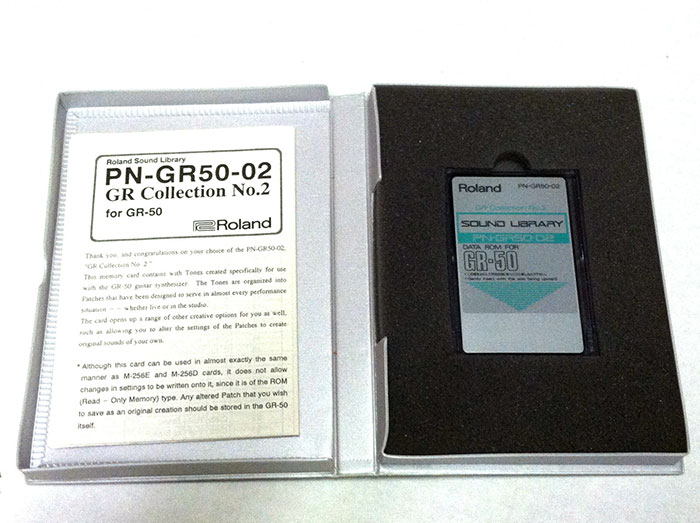 Roland Sound Library
PN-GR50-02
GR Collection No.2
for GR-50
Roland
Thank you, and congratulations on your choice of the PN-GR50-02,
"GR Collection No. 2."
This memory card contains with Tones created specifically for use
with the GR-50 guitar synthesizer. The Tones are organized into
Patches that have been designed to serve in almost every performance
situation -- whether live or in the studio.
The card opens up a range of other creative options for you as well,
such as allowing you to alter the settings of the Patches to create
original sounds of your own.
* Although this card can be used in almost exactly the same
manner as M-256E and M-256D cards, it does not allow
changes in settings to be written onto it, since it is of the ROM
(Read - Only Memory) type. Any altered Patch that you wish
to save as an original creation should be stored in the GR-50
itself.
Roland PN-GR50-02
GR Collection No.2
SOUND LIBRARY
PN-GR50-02
DATA ROM FOR
GR-50